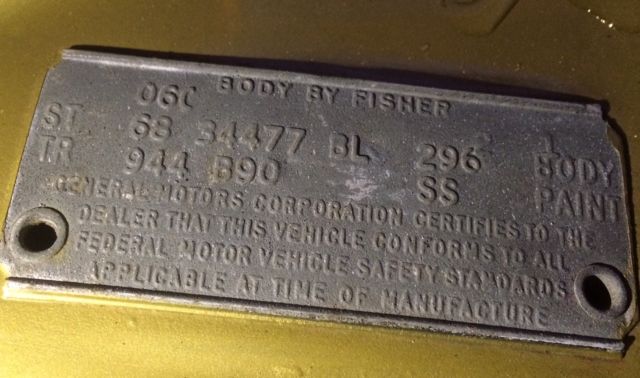 06C BODY BY FISHER
ST 68 34477 BL 296 BODY
TR 944 B90 SS PAINT
GENERAL MOTORS CORPORATION CERTIFIES TO THE
DEALER THAT THIS VEHICLE CONFORMS TO ALL
FEDERAL MOTOR VEHICLE SAFETY STANDARDS
APPLICABLE AT TIME OF MANUFACTURE